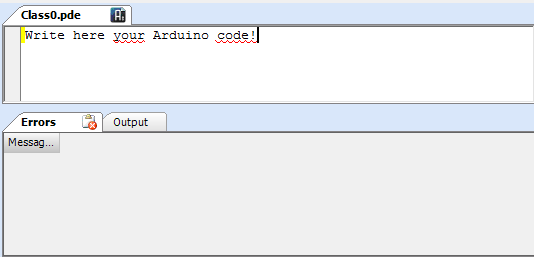 Class0.pde
Write here your Arduino code!
Errors
Output
Messag...